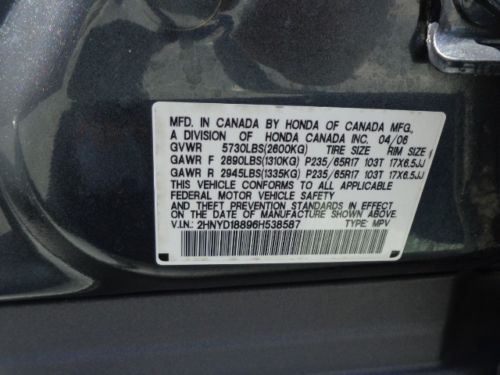 MFD. IN CANADA BY HONDA OF CANADA MFG.,
A DIVISION OF HONDA CANADA INC. 04/06
GVWR 5730LBS(2600KG) TIRE SIZE RIM SIZE
GAWR F 2890LBS(1310KG) P235/65R17 103T 17X6.5JJ
GAWR R 2945LBS(1335KG) P235/65R17 103T 17X6.5JJ
THIS VEHICLE CONFORMS TO ALL APPLICABLE
FEDERAL MOTOR VEHICLE SAFETY
STANDARDS IN EFFECT ON THE
DATE OF MANUFACTURE SHOWN ABOVE.
V.I.N.: 2HNYD18896H538587 TYPE: MPV